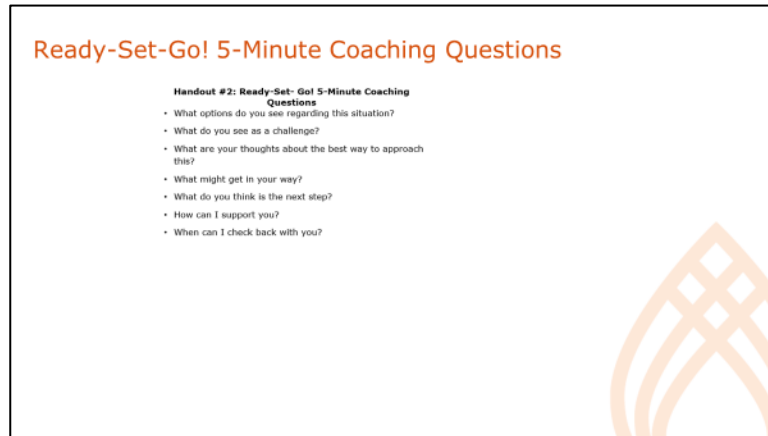 Ready-Set-Go! 5-Minute Coaching Questions
Handout #2: Ready-Set- Go! 5-Minute Coaching
Questions
• What options do you see regarding this situation?
• What do you see as a challenge?
• What are your thoughts about the best way to approach
this?
• What might get in your way?
• What do you think is the next step?
• How can I support you?
• When can I check back with you?